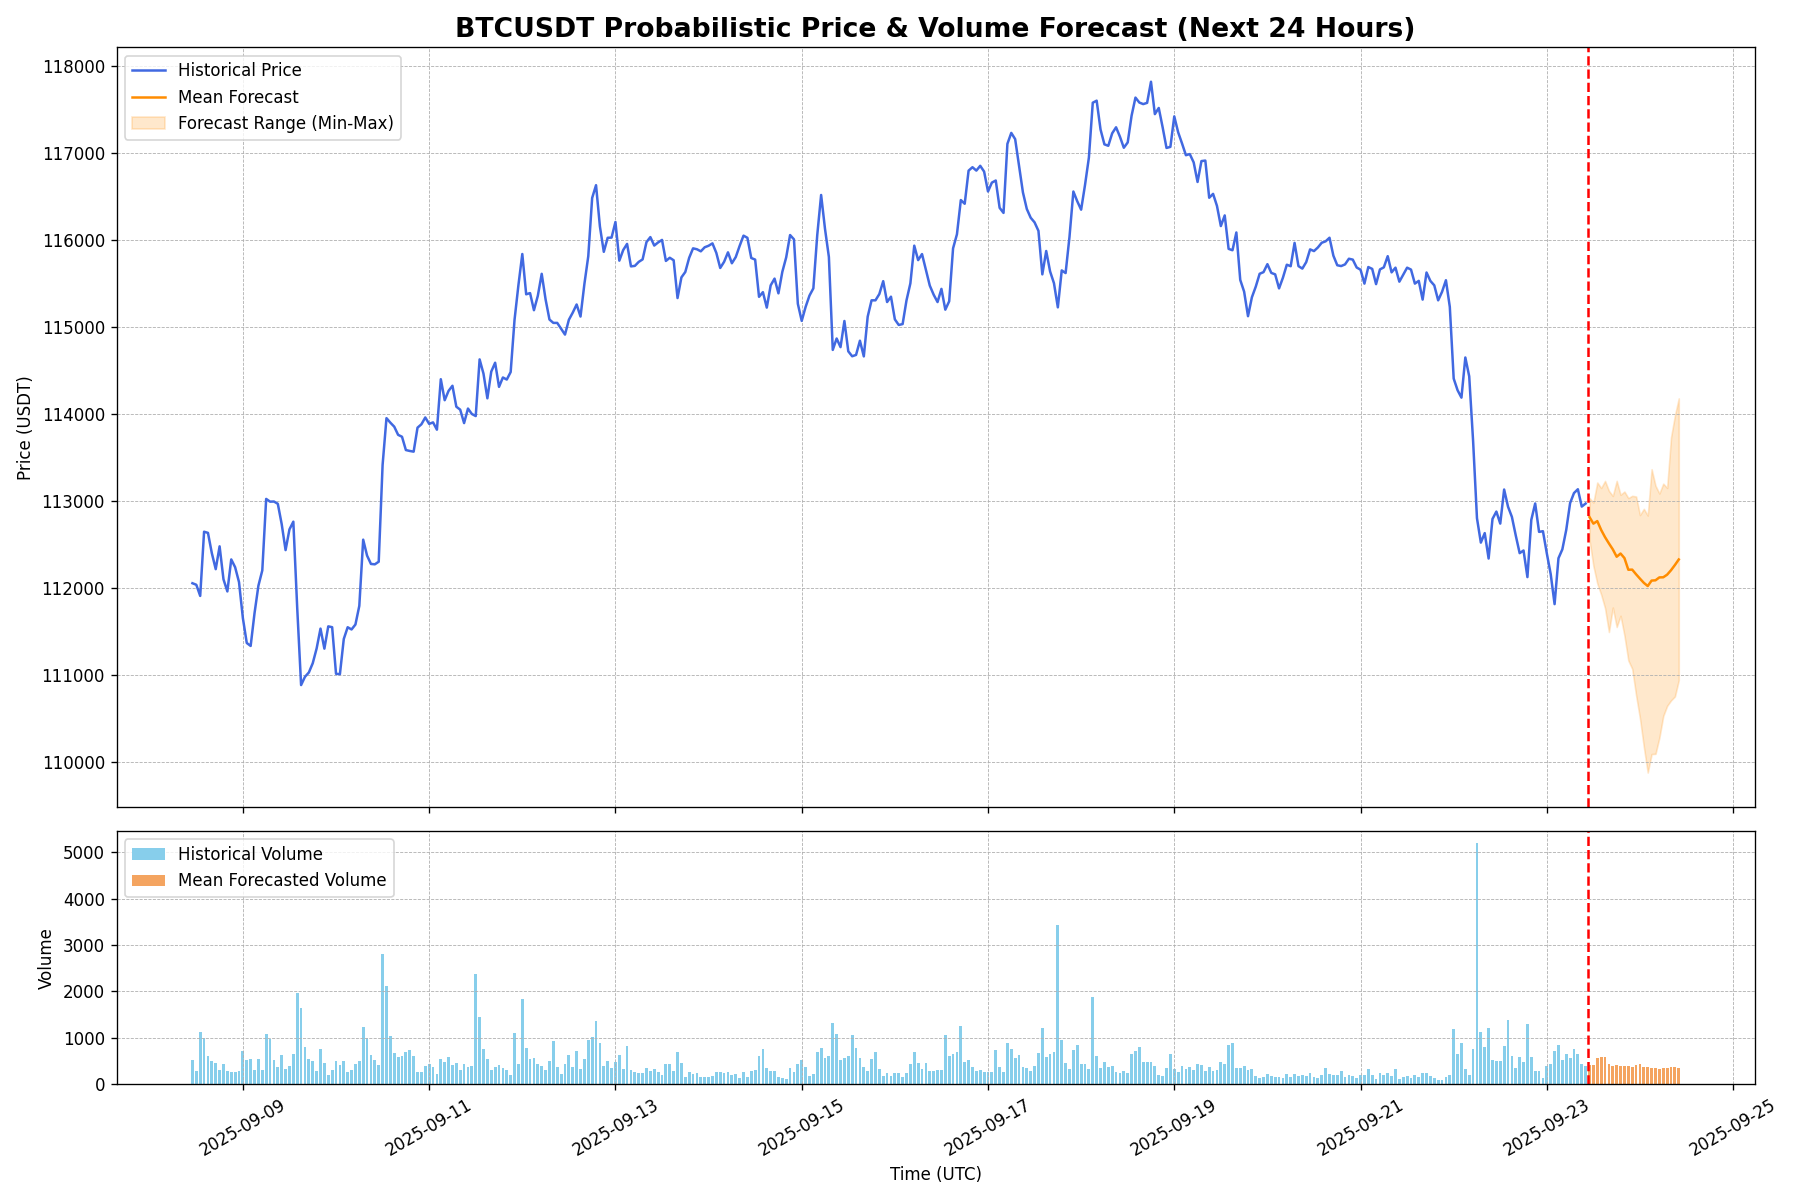 BTCUSDT Probabilistic Price & Volume Forecast (Next 24 Hours)
Historical Price
Mean Forecast
Forecast Range (Min-Max)
Price (USDT)
118000
117000
116000
115000
114000
113000
112000
111000
110000
Historical Volume
Mean Forecasted Volume
Volume
5000
4000
3000
2000
1000
0
2025-09-09
2025-09-11
2025-09-13
2025-09-15
2025-09-17
2025-09-19
2025-09-21
2025-09-23
2025-09-25
Time (UTC)